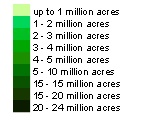 up to 1 million acres
1 - 2 million acres
2 - 3 million acres
3 - 4 million acres
4 - 5 million acres
5 - 10 million acres
15 - 15 million acres
15 - 20 million acres
20 - 24 million acres